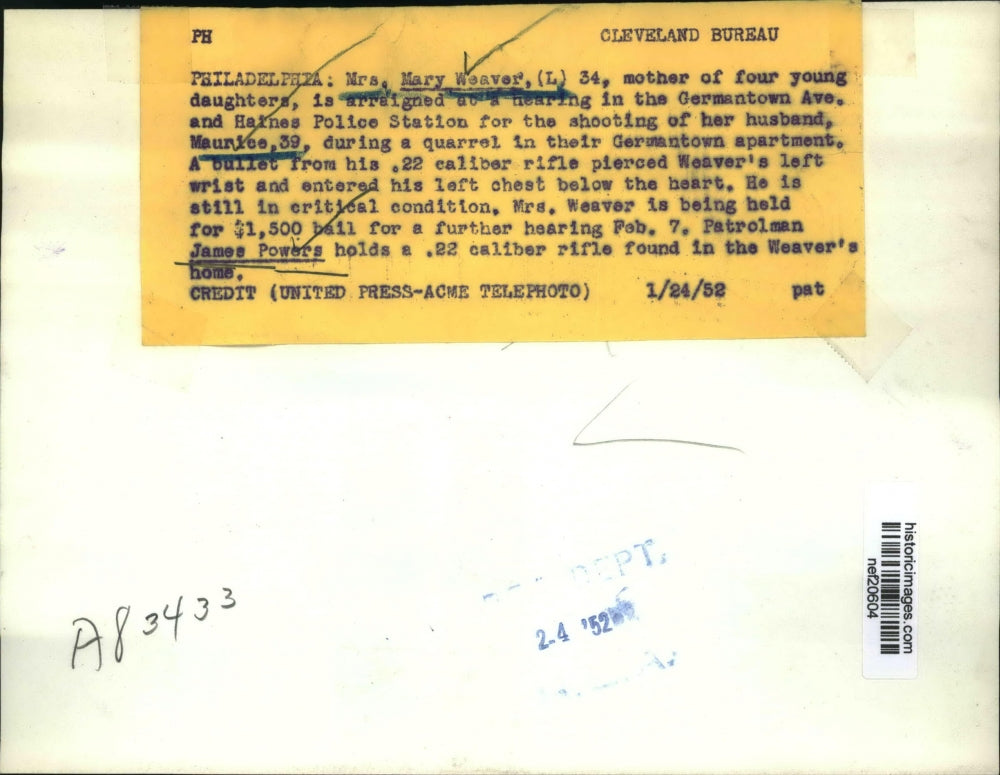 PH CLEVELAND BUREAU
PHILADELPHIA: Mrs. Mary Weaver, (L) 34, mother of four young
daughters, is arraigned at a hearing in the Germantown Ave.
and Haines Police Station for the shooting of her husband,
Maurice,39, during a quarrel in their Germantown apartment.
A bullet from his .22 caliber rifle pierced Weaver's left
wrist and entered his left chest below the heart. He is
still in critical condition. Mrs. Weaver is being held
for $1,500 bail for a further hearing Feb. 7. Patrolman
James Powers holds a .22 caliber rifle found in the Weaver's
home.
CREDIT (UNITED PRESS-ACME TELEPHOTO) 1/24/52 pat
DEPT.
2-4 '52
A83433
historicimages.com
nef20604